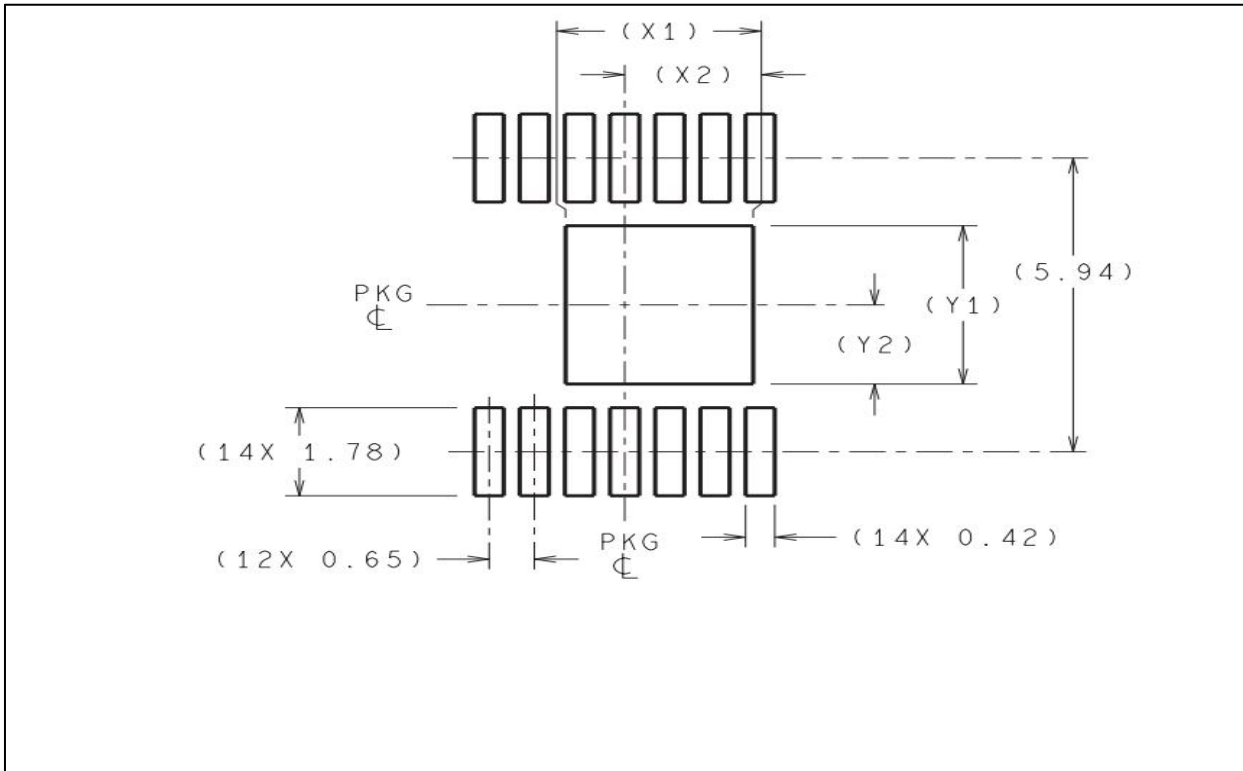 (X1)
(X2)
(5.94)
PKG
℄
(Y1)
(Y2)
(14X 1.78)
(12X 0.65)
PKG
℄
(14X 0.42)